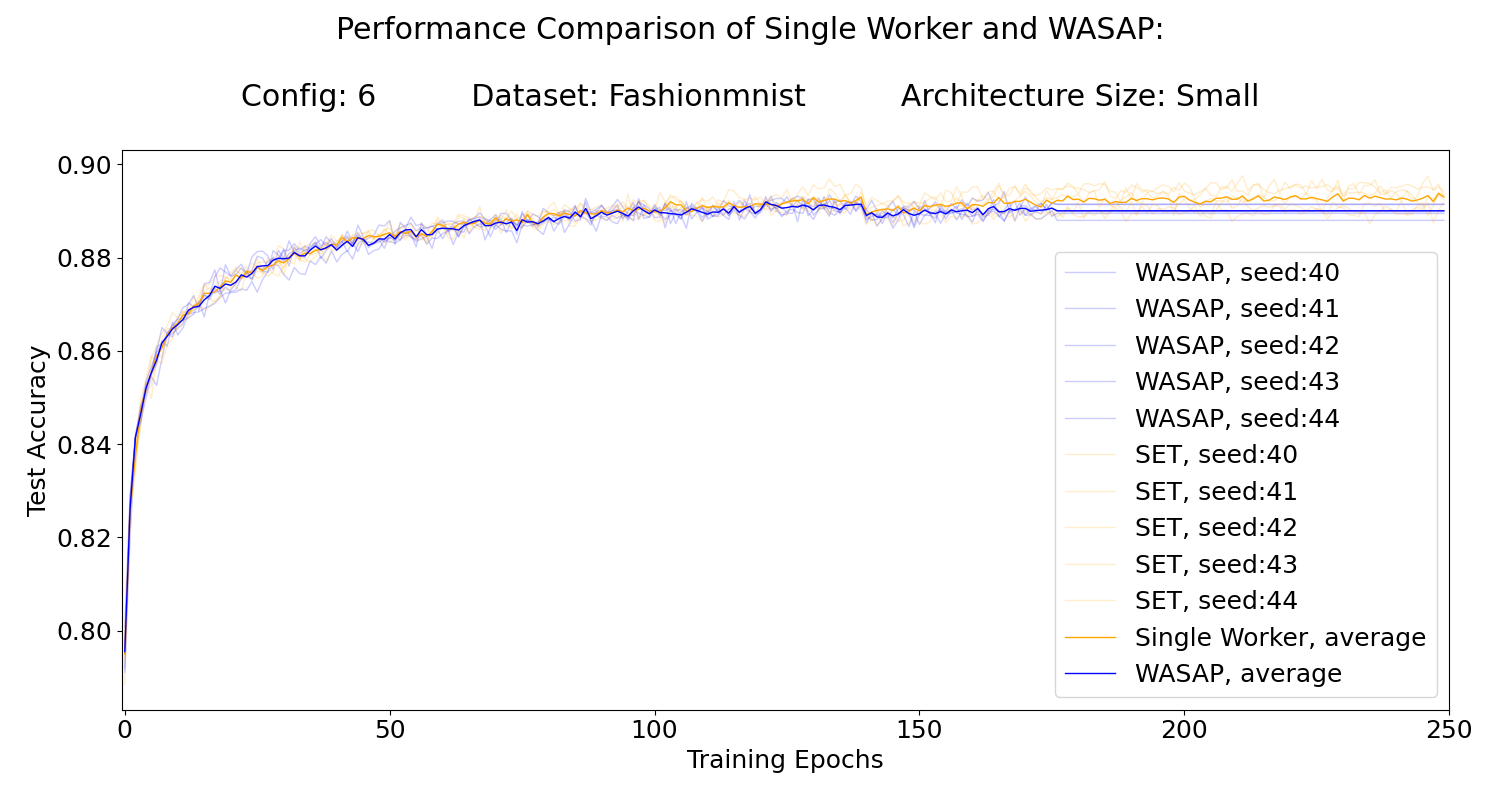 Performance Comparison of Single Worker and WASAP:
Config: 6 Dataset: Fashionmnist Architecture Size: Small
Test Accuracy
0.90
0.88
0.86
0.84
0.82
0.80
WASAP, seed:40
WASAP, seed:41
WASAP, seed:42
WASAP, seed:43
WASAP, seed:44
SET, seed:40
SET, seed:41
SET, seed:42
SET, seed:43
SET, seed:44
Single Worker, average
WASAP, average
0 50 100 150 200 250
Training Epochs